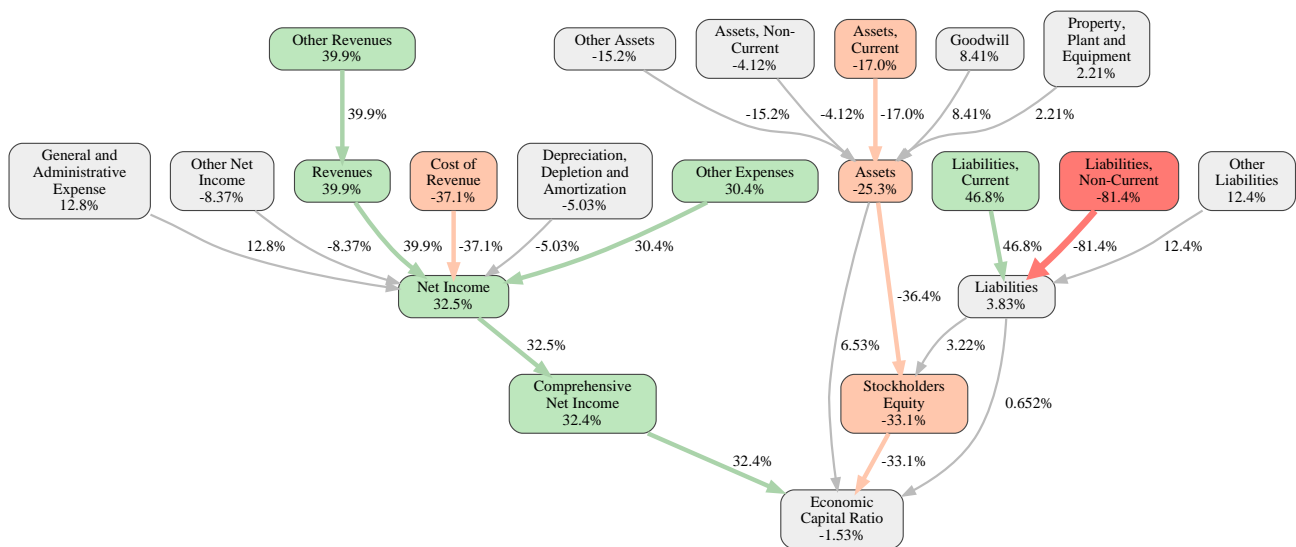 Other Revenues
39.9%
Other Assets
-15.2%
Assets, Non-
Current
-4.12%
Assets,
Current
-17.0%
Goodwill
8.41%
Property,
Plant and
Equipment
2.21%
39.9%
-15.2%
-4.12%
-17.0%
8.41%
2.21%
General and
Administrative
Expense
12.8%
Other Net
Income
-8.37%
Revenues
39.9%
Cost of
Revenue
-37.1%
Depreciation,
Depletion and
Amortization
-5.03%
Other Expenses
30.4%
Assets
-25.3%
Liabilities,
Current
46.8%
Liabilities,
Non-Current
-81.4%
Other
Liabilities
12.4%
12.8%
-8.37%
39.9%
-37.1%
-5.03%
30.4%
46.8%
-81.4%
12.4%
Net Income
32.5%
-36.4%
Liabilities
3.83%
32.5%
6.53%
3.22%
Comprehensive
Net Income
32.4%
Stockholders
Equity
-33.1%
0.652%
32.4%
-33.1%
Economic
Capital Ratio
-1.53%